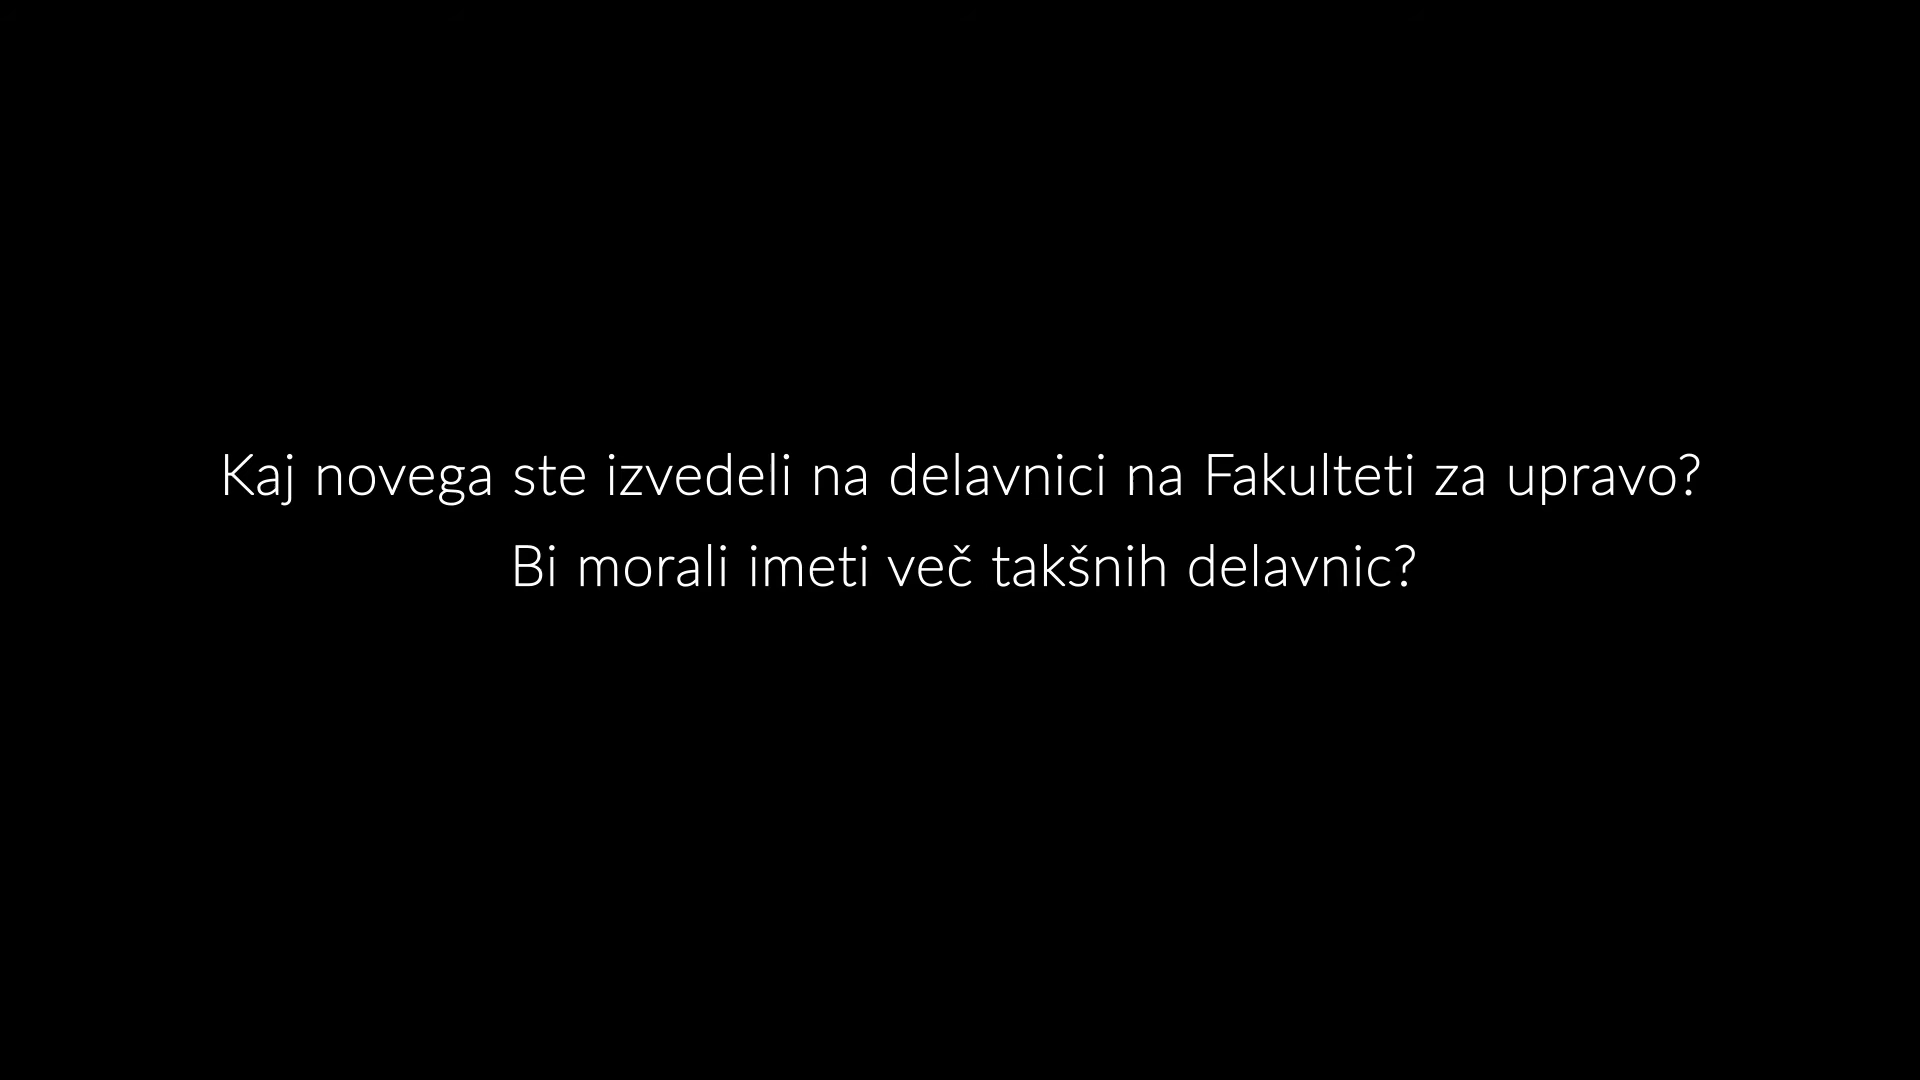 Kaj novega ste izvedeli na delavnici na Fakulteti za upravo?
Bi morali imeti več takšnih delavnic?